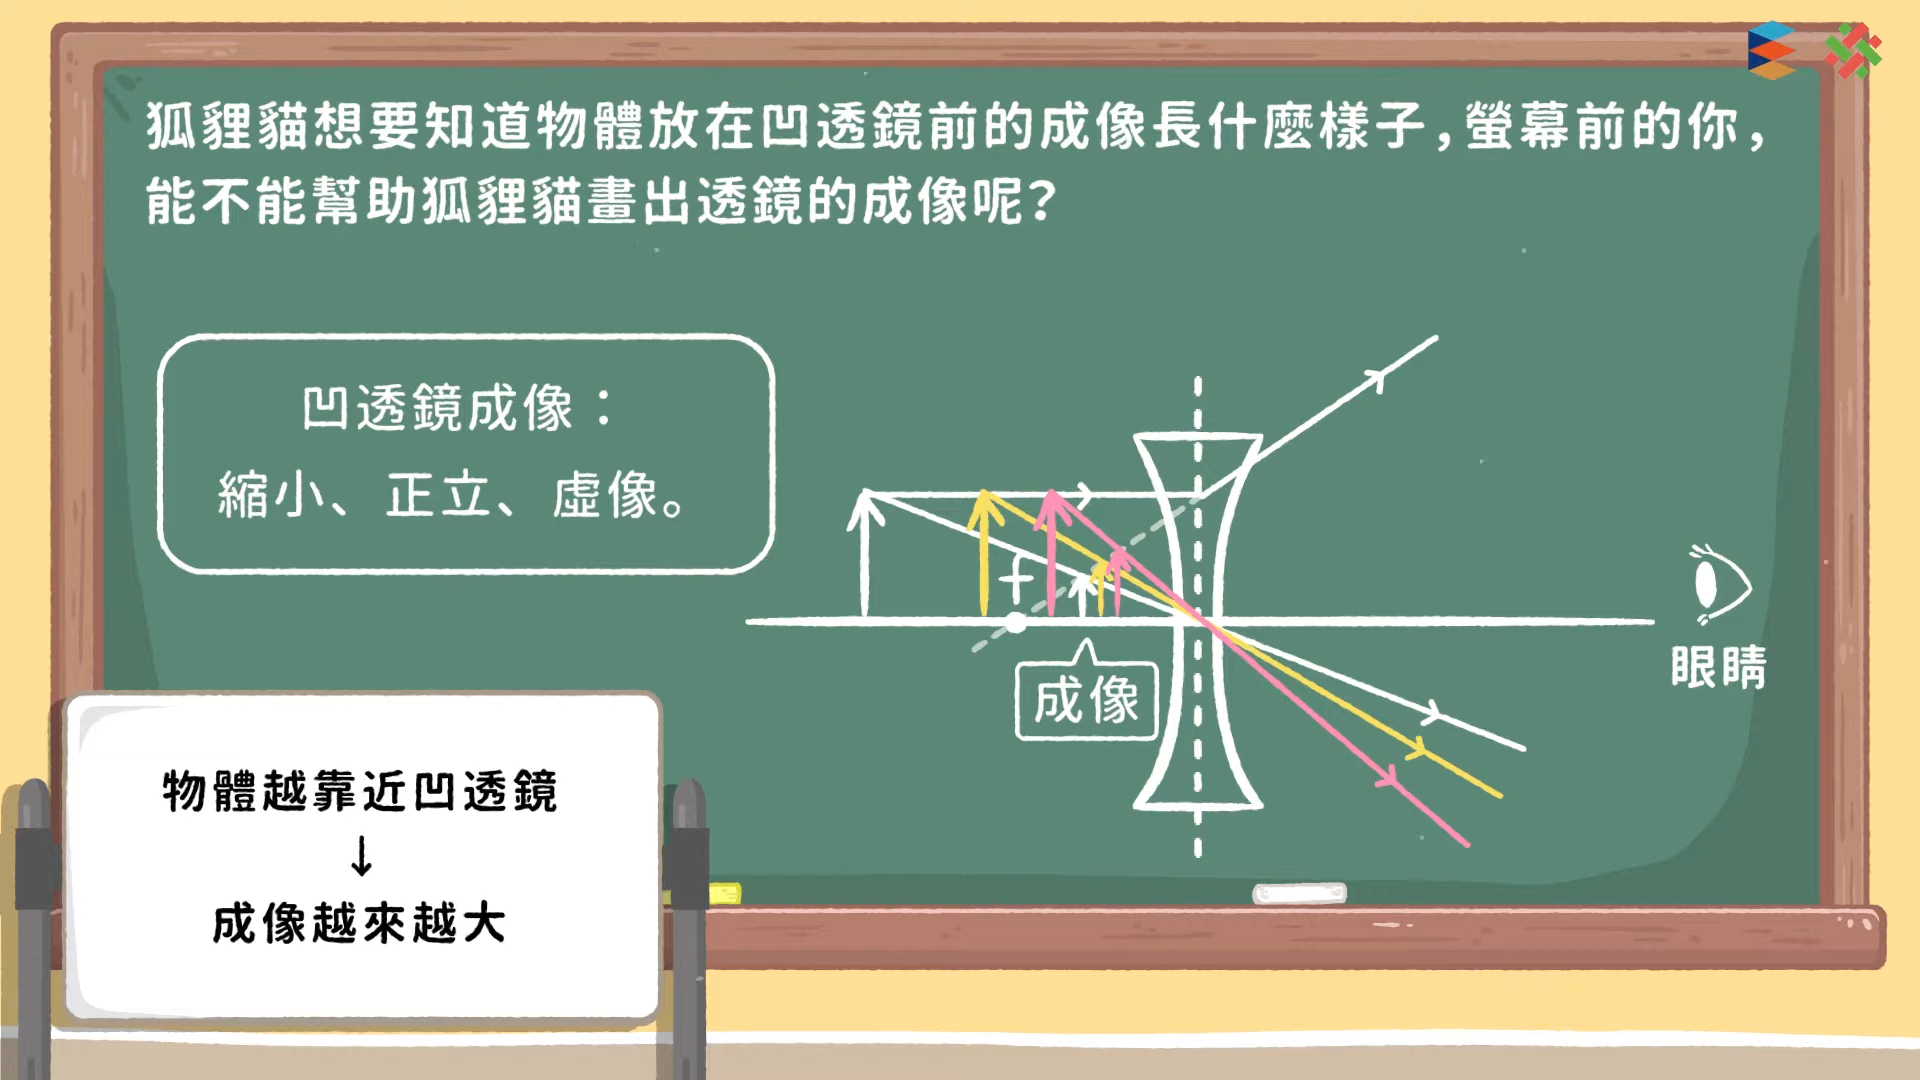 狐狸貓想要知道物體放在凹透鏡前的成像長什麼樣子，螢幕前的你，
能不能幫助狐狸貓畫出透鏡的成像呢？
凹透鏡成像：
縮小、正立、虛像。
f
成像
眼睛
物體越靠近凹透鏡
↓
成像越來越大